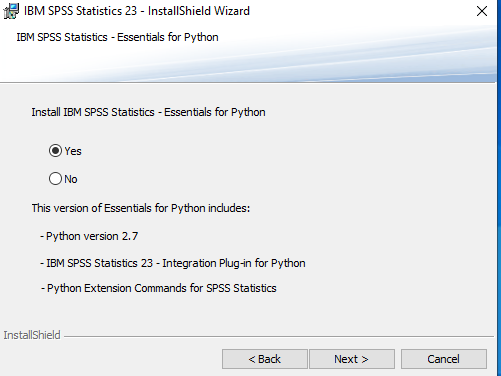 IBM SPSS Statistics 23 - InstallShield Wizard
IBM SPSS Statistics - Essentials for Python
Install IBM SPSS Statistics - Essentials for Python
Yes
No
This version of Essentials for Python includes:
- Python version 2.7
- IBM SPSS Statistics 23 - Integration Plug-in for Python
- Python Extension Commands for SPSS Statistics
InstallShield
< Back Next > Cancel